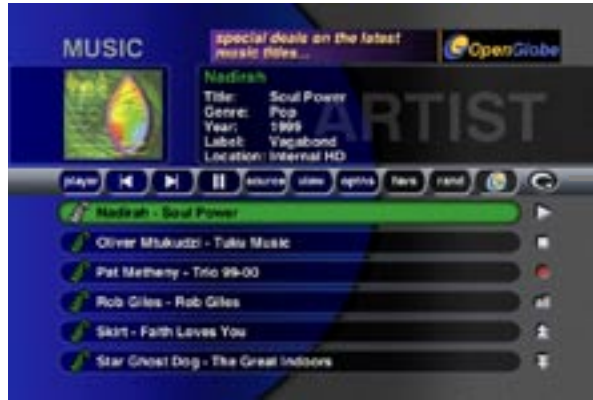 MUSIC
special deals on the latest
music titles...
OpenGlobe
Nadirah
Title: Soul Power
Genre: Pop
Year: 1999
Label: Vagabond
Location: Internal HD
ARTIST
player source view optns favs rand
Nadirah - Soul Power
Oliver Mtukudzi - Tuku Music
Pat Metheny - Trio 99-00
Rob Giles - Rob Giles
Skirt - Faith Loves You
Star Ghost Dog - The Great Indoors
all